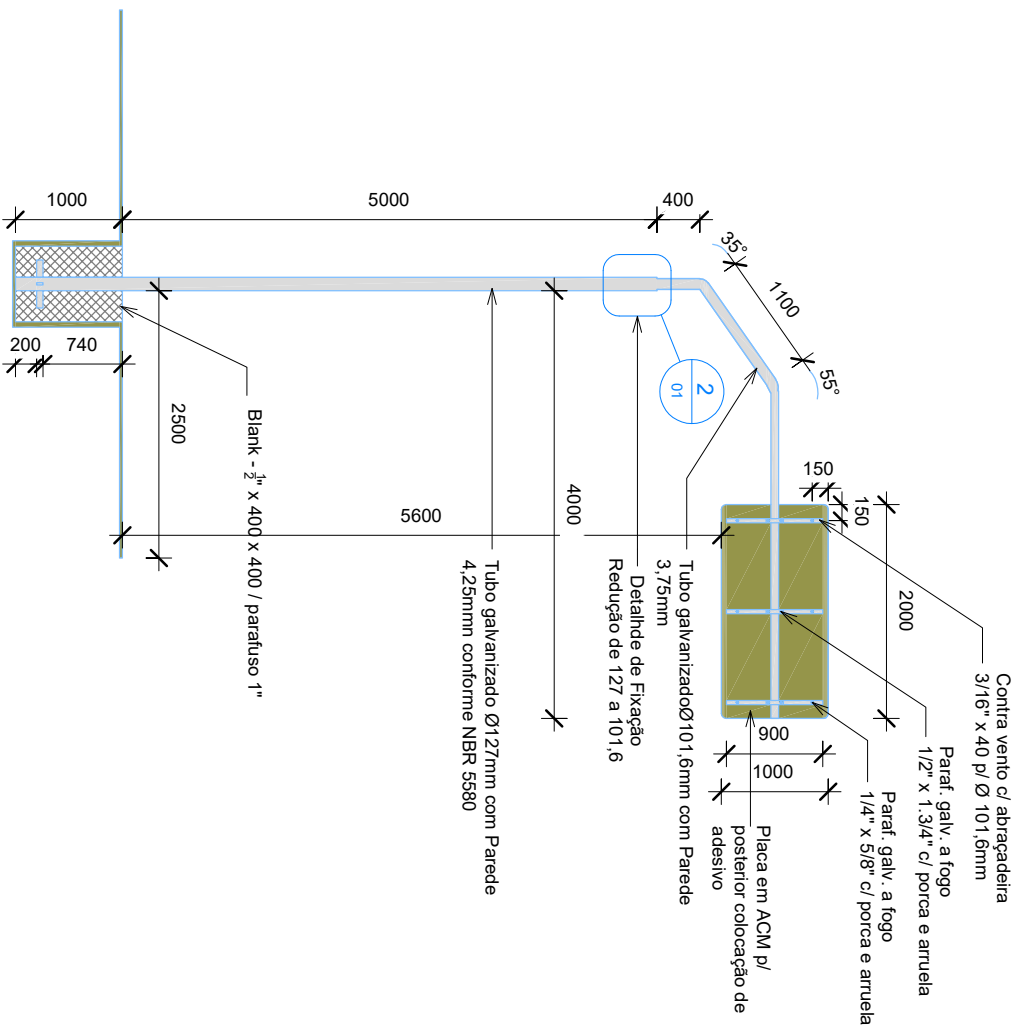 1000
5000
400
35°
1100
55°
200
740
2500
5600
4000
2
01
150
150
2000
900
1000
Blank - 1/2" x 400 x 400 / parafuso 1"
Tubo galvanizado Ø127mm com Parede
4,25mmn conforme NBR 5580
Detalhde de Fixação
Redução de 127 a 101,6
Tubo galvanizadoØ101,6mm com Parede
3,75mm
Contra vento c/ abraçadeira
3/16" x 40 p/ Ø 101,6mm
Paraf. galv. a fogo
1/2" x 1.3/4" c/ porca e arruela
Paraf. galv. a fogo
1/4" x 5/8" c/ porca e arruela
Placa em ACM p/
posterior colocação de
adesivo